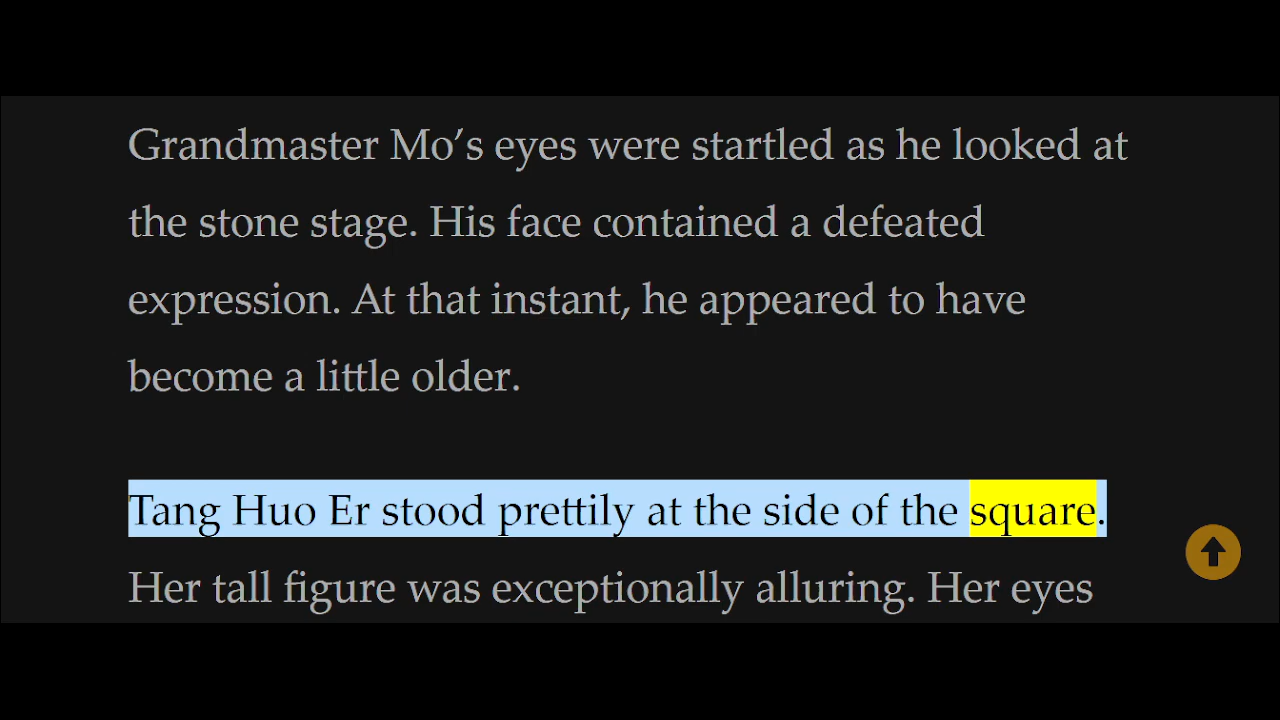 Grandmaster Mo’s eyes were startled as he looked at
the stone stage. His face contained a defeated
expression. At that instant, he appeared to have
become a little older.
Tang Huo Er stood prettily at the side of the square.
Her tall figure was exceptionally alluring. Her eyes